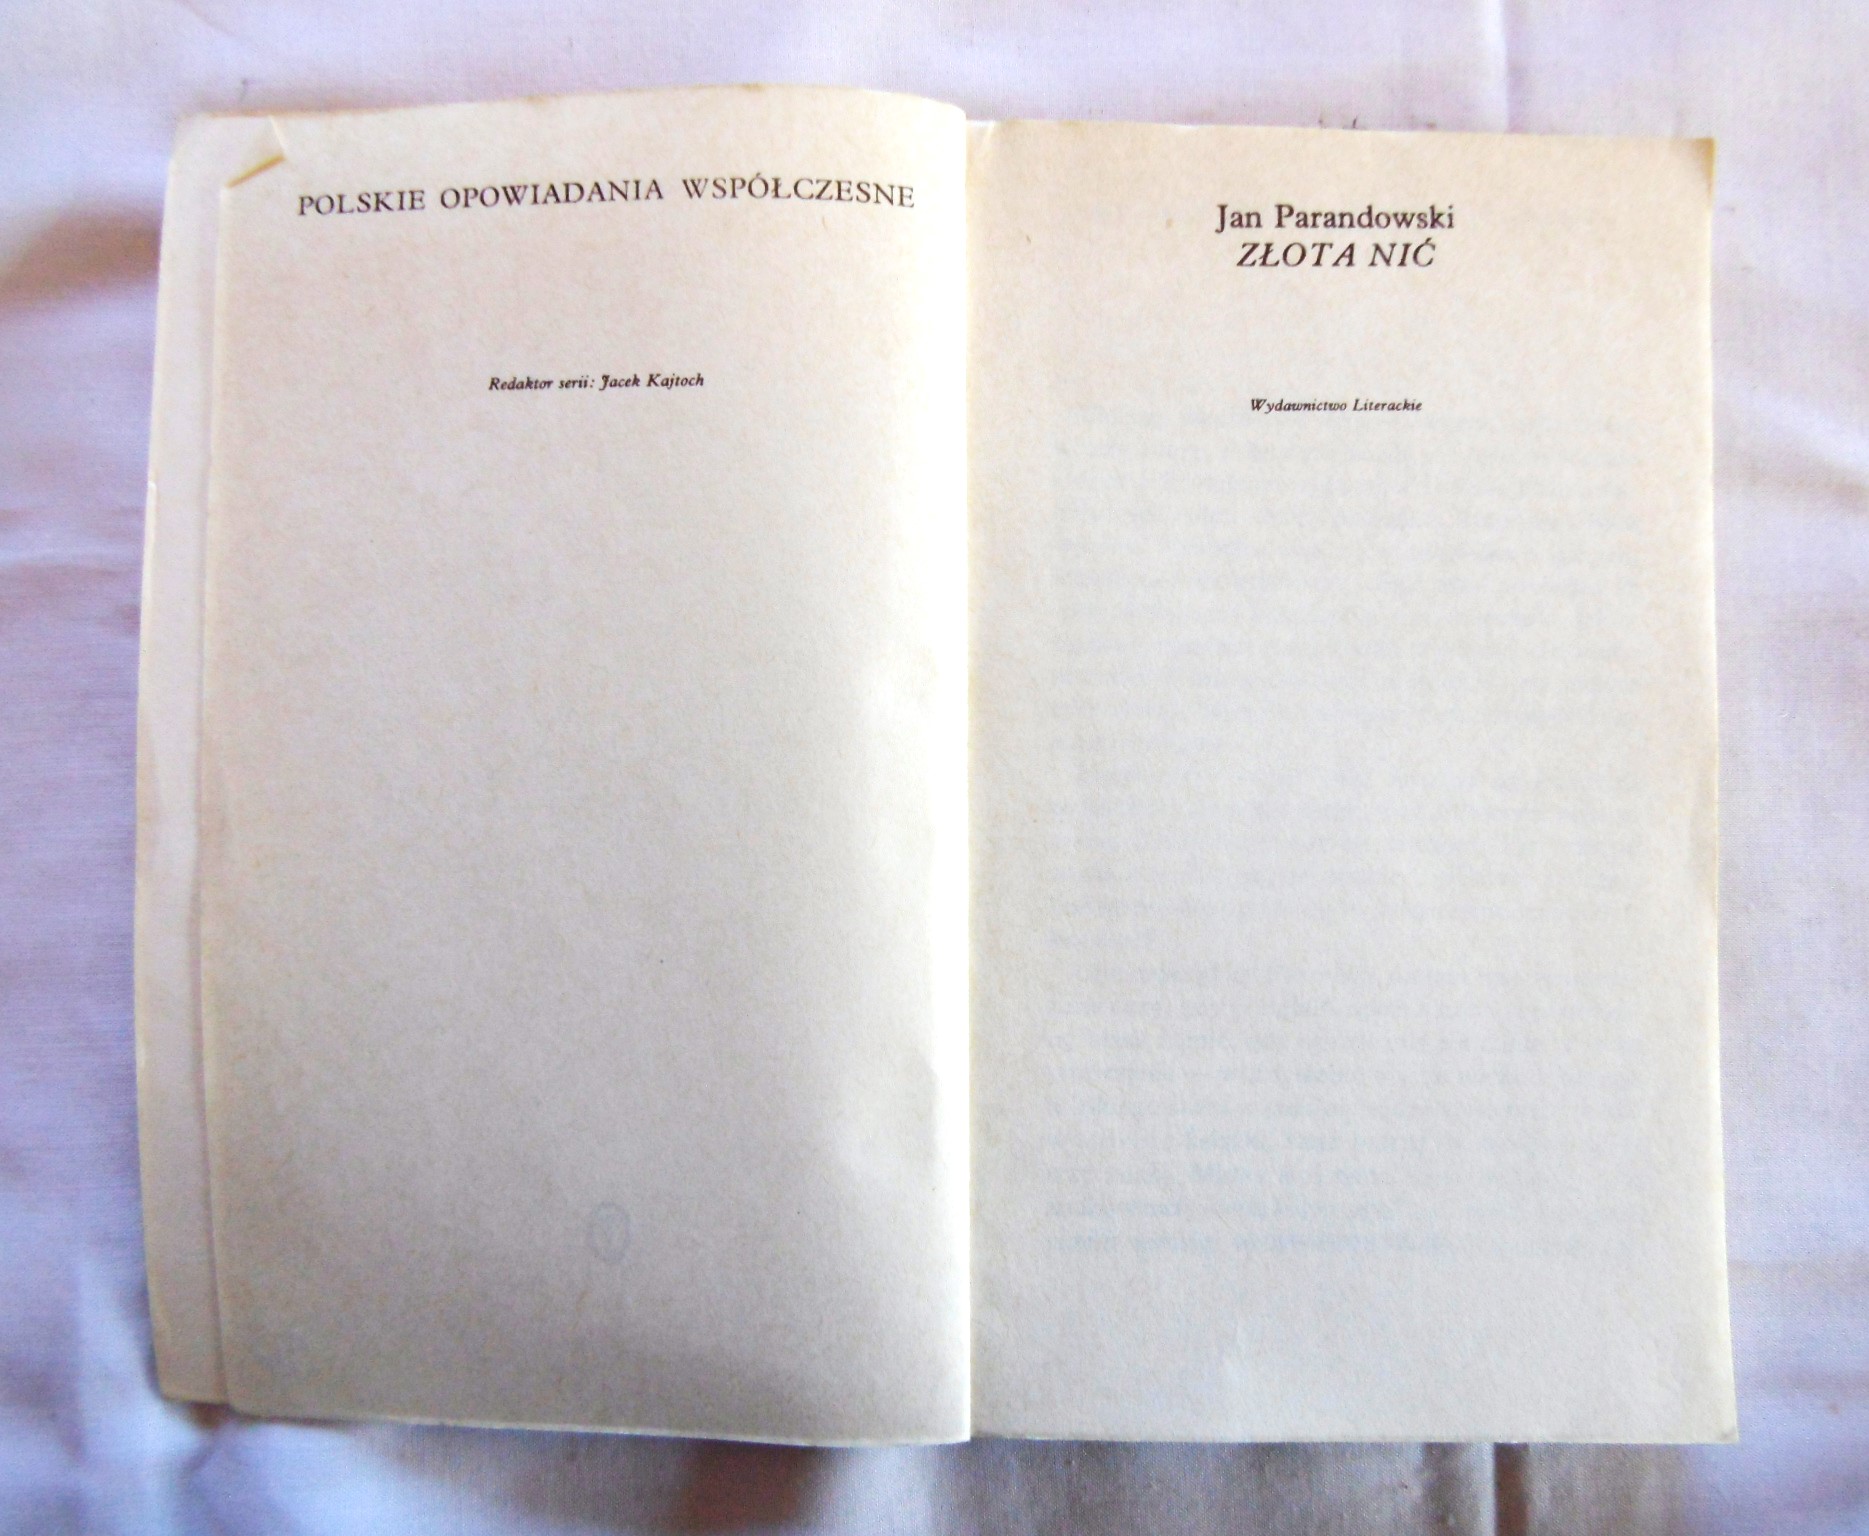 POLSKIE OPOWIADANIA WSPÓŁCZESNE
Redaktor serii: Jacek Kajtoch
Jan Parandowski
ZŁOTA NIĆ
Wydawnictwo Literackie